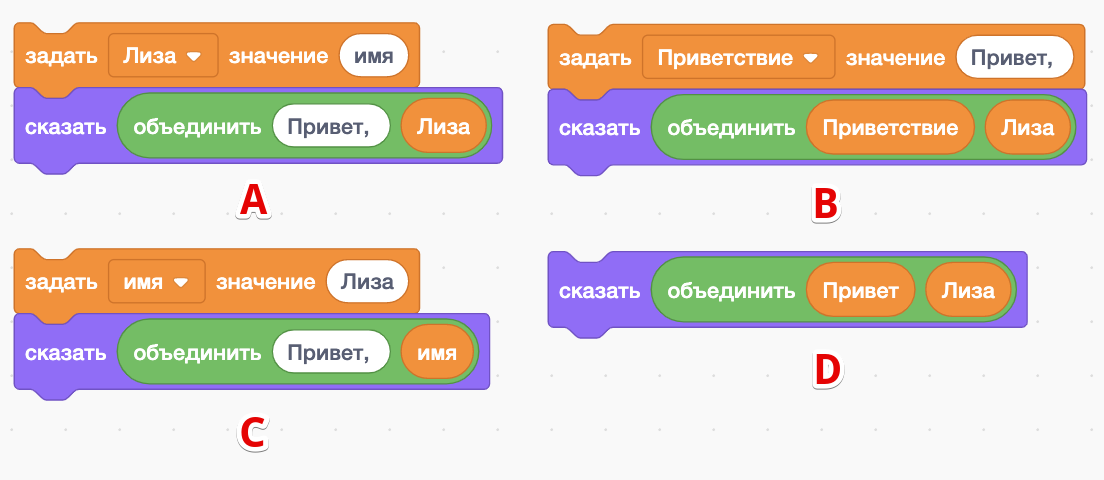 задать Лиза значение имя
сказать объединить Привет, Лиза
A
задать Приветствие значение Привет,
сказать объединить Приветствие Лиза
B
задать имя значение Лиза
сказать объединить Привет, имя
C
сказать объединить Привет Лиза
D